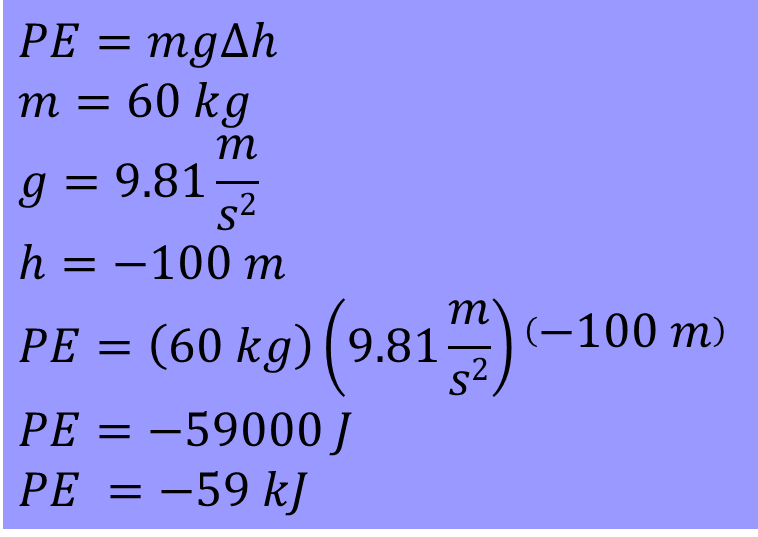 PE = mgΔh
m = 60 kg
g = 9.81 m/s²
h = −100 m
PE = (60 kg)(9.81 m/s²)(−100 m)
PE = −59000 J
PE = −59 kJ